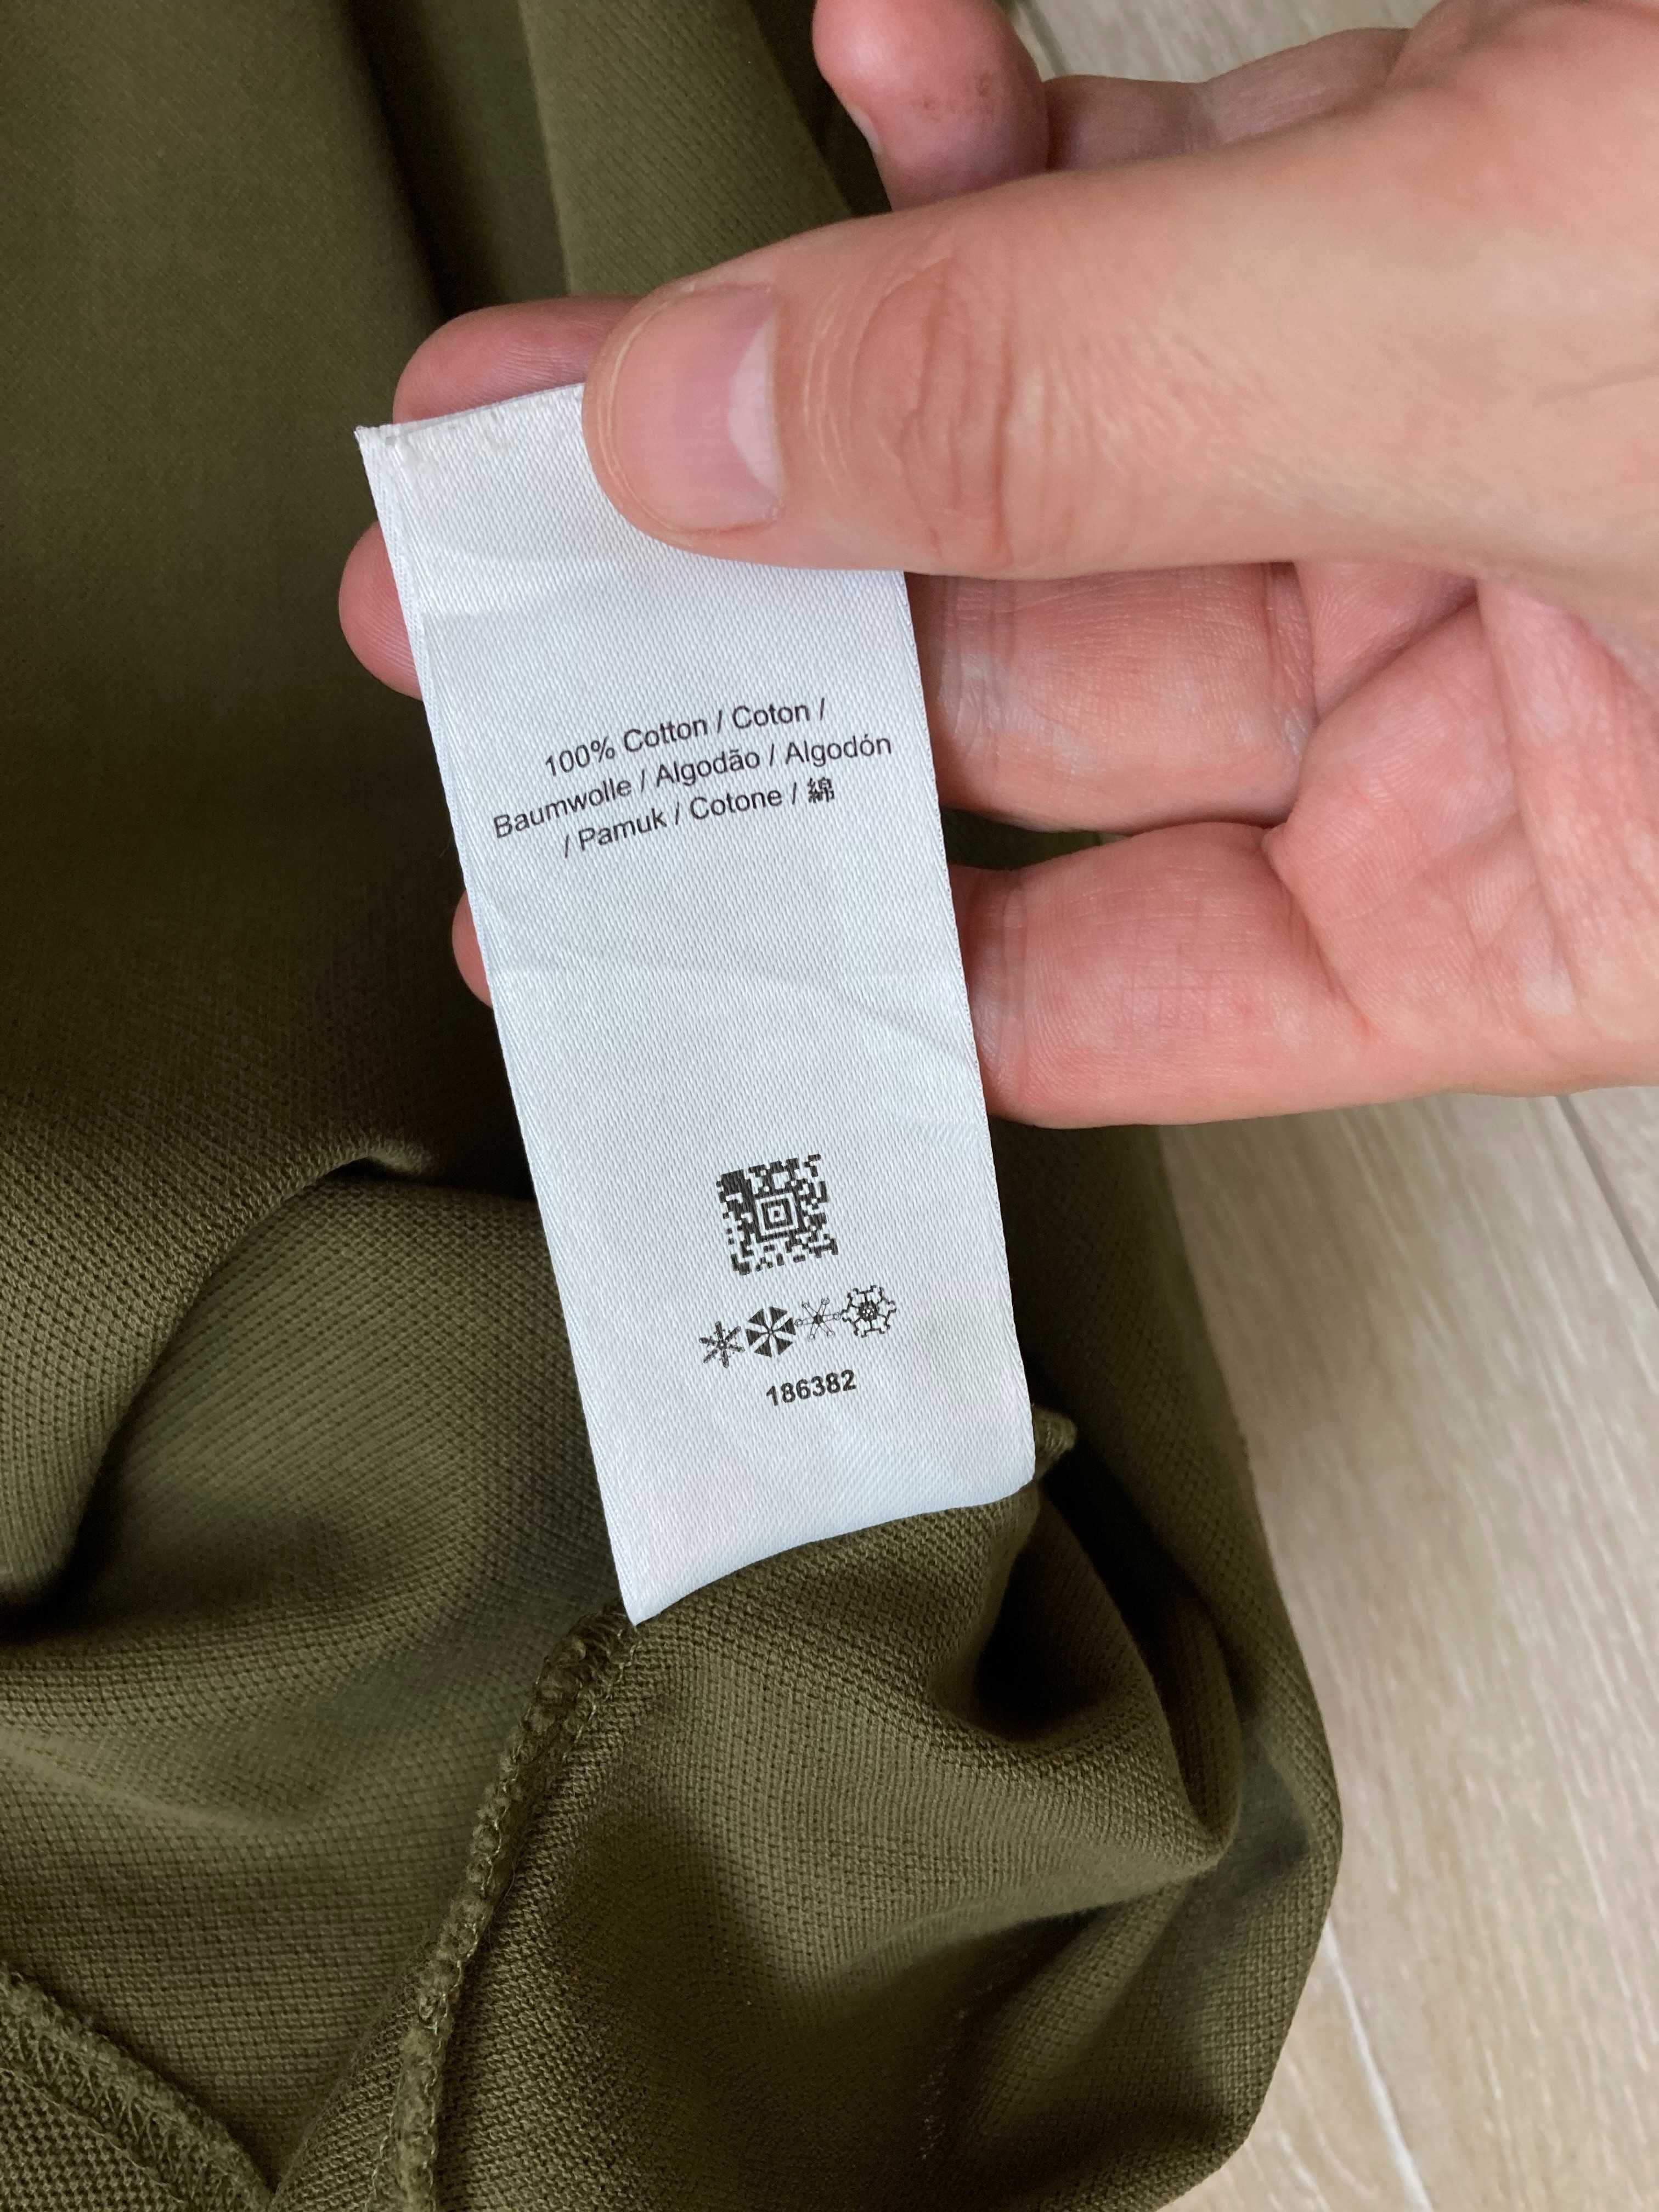 100% Cotton / Coton /
Baumwolle / Algodão / Algodón
/ Pamuk / Cotone / 綿
186382